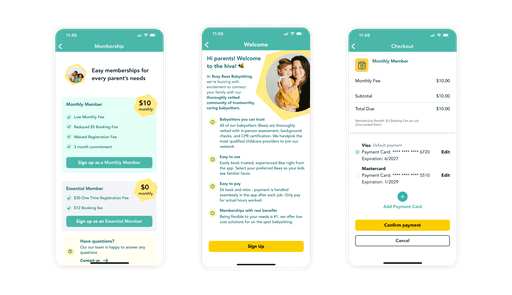 11:55
Membership
Easy memberships for
every parent's needs
Monthly Member
$10
monthly
Low Monthly Fee
Reduced $5 Booking Fee
Waived Registration Fee
3 month commitment
Sign up as a Monthly Member
Essential Member
$0
monthly
$30 One Time Registration Fee
$12 Booking fee
Sign up as an Essential Member
Have questions?
Our our team is happy to answer any
questions
Contact us
11:55
Welcome
Hi parents! Welcome
to the hive!
At Busy Bees Babysitting,
we're buzzing with
excitement to connect
your family with our
thoroughly vetted
community of trustworthy,
caring babysitters.
Babysitters you can trust
All of our babysitters (Bees) are thoroughly
vetted with in-person assessment, background
checks, and CPR certification. We handpick the
most qualified childcare providers to join our
network.
Easy to use
Easily book trusted, experienced Bee right from
the app. Select your preferred Bees so your kids
see familiar faces.
Easy to pay
Sit back and relax - payment is handled
seamlessly in the app after each job. Only pay
for actual hours worked.
Memberships with real benefits
Being flexible to your needs is #1. we offer low
cost solutions for on the spot babysitting
Sign Up
11:55
Checkout
Monthly Member
Monthly Fee
$10.00
Subtotal
$10.00
Total Due
$10.00
Membership Benefit: $5 Booking Fee per job
(Discounted Rate!)
Visa Default payment
Payment Card: **** **** **** 6720
Edit
Expiration: 6/2027
Mastercard
Payment Card: **** **** **** 5510
Edit
Expiration: 1/2029
Add Payment Card
Confirm payment
Cancel